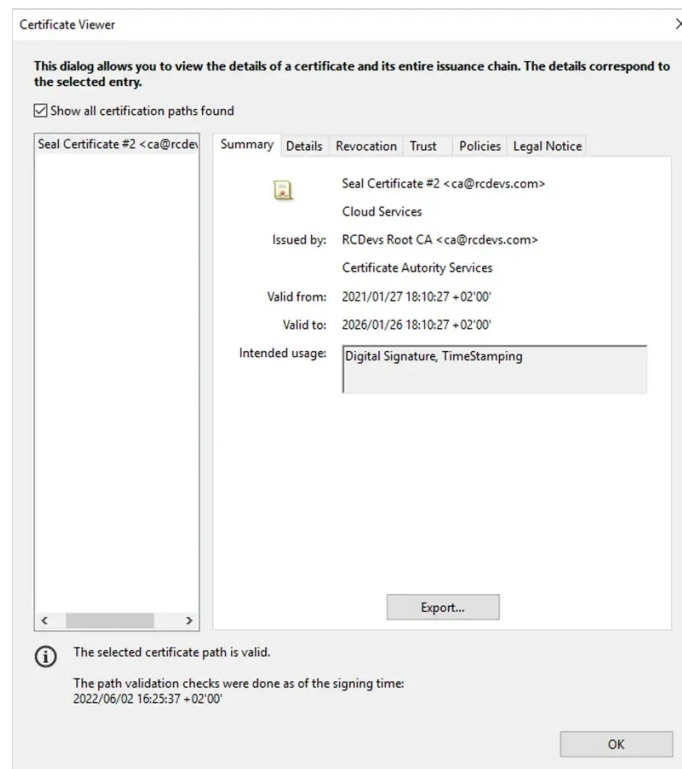 Certificate Viewer
This dialog allows you to view the details of a certificate and its entire issuance chain. The details correspond to
the selected entry.
Show all certification paths found
Seal Certificate #2 <ca@rcdev
Summary Details Revocation Trust Policies Legal Notice
Seal Certificate #2 <ca@rcdevs.com>
Cloud Services
Issued by: RCDevs Root CA <ca@rcdevs.com>
Certificate Autority Services
Valid from: 2021/01/27 18:10:27 +02'00'
Valid to: 2026/01/26 18:10:27 +02'00'
Intended usage: Digital Signature, TimeStamping
Export...
The selected certificate path is valid.
The path validation checks were done as of the signing time:
2022/06/02 16:25:37 +02'00'
OK